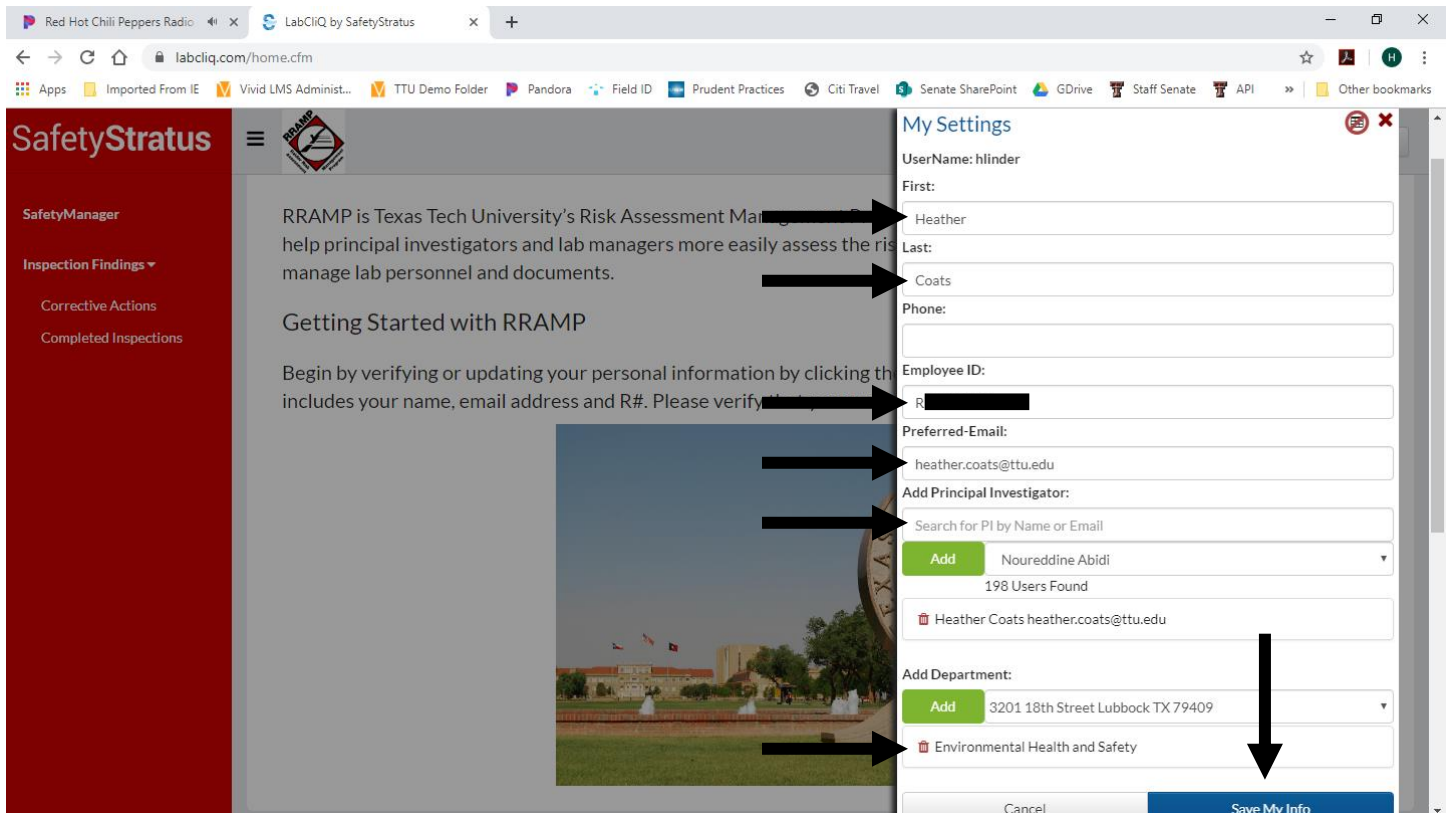 Red Hot Chili Peppers Radio
LabCliQ by SafetyStratus
labcliq.com/home.cfm
H
Apps Imported From IE Vivid LMS Administ... TTU Demo Folder Pandora Field ID Prudent Practices Citi Travel Senate SharePoint GDrive Staff Senate API » Other bookmarks
SafetyStratus
SafetyManager
Inspection Findings
Corrective Actions
Completed Inspections
RRAMP
RRAMP is Texas Tech University's Risk Assessment
help principal investigators and lab managers more easily assess the
manage lab personnel and documents.
Getting Started with RRAMP
Begin by verifying or updating your personal information by clicking
includes your name, email address and R#. Please verify
My Settings
UserName: hlinder
First:
Heather
Last:
Coats
Phone:
Employee ID:
R
Preferred-Email:
heather.coats@ttu.edu
Add Principal Investigator:
Search for PI by Name or Email
Add Noureddine Abidi
198 Users Found
Heather Coats heather.coats@ttu.edu
Add Department:
Add 3201 18th Street Lubbock TX 79409
Environmental Health and Safety
Cancel Save My Info